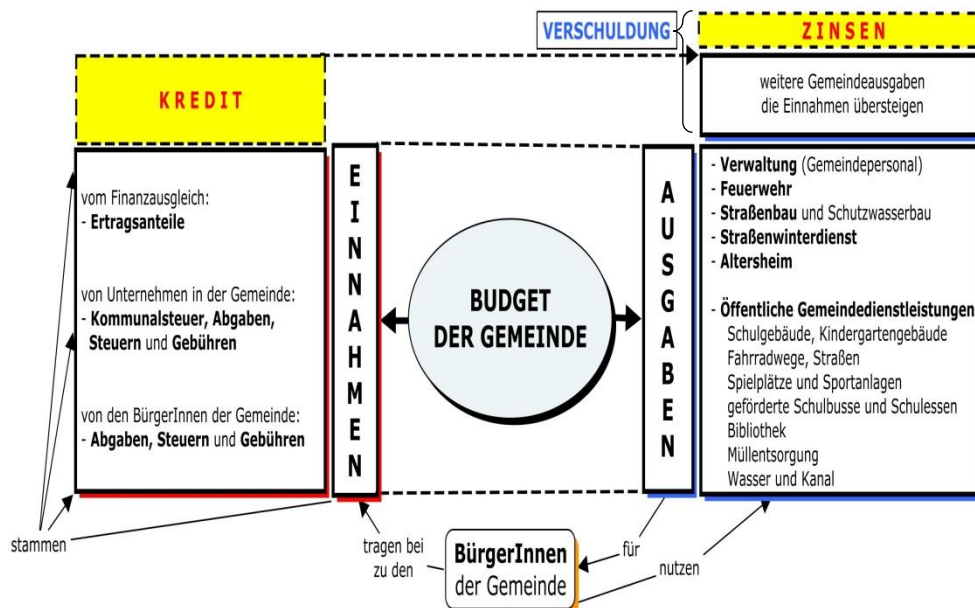 VERSCHULDUNG
ZINSEN
weitere Gemeindeausgaben
die Einnahmen übersteigen
KREDIT
vom Finanzausgleich:
- Ertragsanteile
von Unternehmen in der Gemeinde:
- Kommunalsteuer, Abgaben,
Steuern und Gebühren
von den BürgerInnen der Gemeinde:
- Abgaben, Steuern und Gebühren
EINNAHMEN
BUDGET
DER GEMEINDE
AUSGABEN
- Verwaltung (Gemeindepersonal)
- Feuerwehr
- Straßenbau und Schutzwasserbau
- Straßenwinterdienst
- Altersheim
- Öffentliche Gemeindedienstleistungen
Schulgebäude, Kindergartengebäude
Fahrradwege, Straßen
Spielplätze und Sportanlagen
geförderte Schulbusse und Schulessen
Bibliothek
Müllentsorgung
Wasser und Kanal
stammen
tragen bei
zu den
BürgerInnen
der Gemeinde
für
nutzen